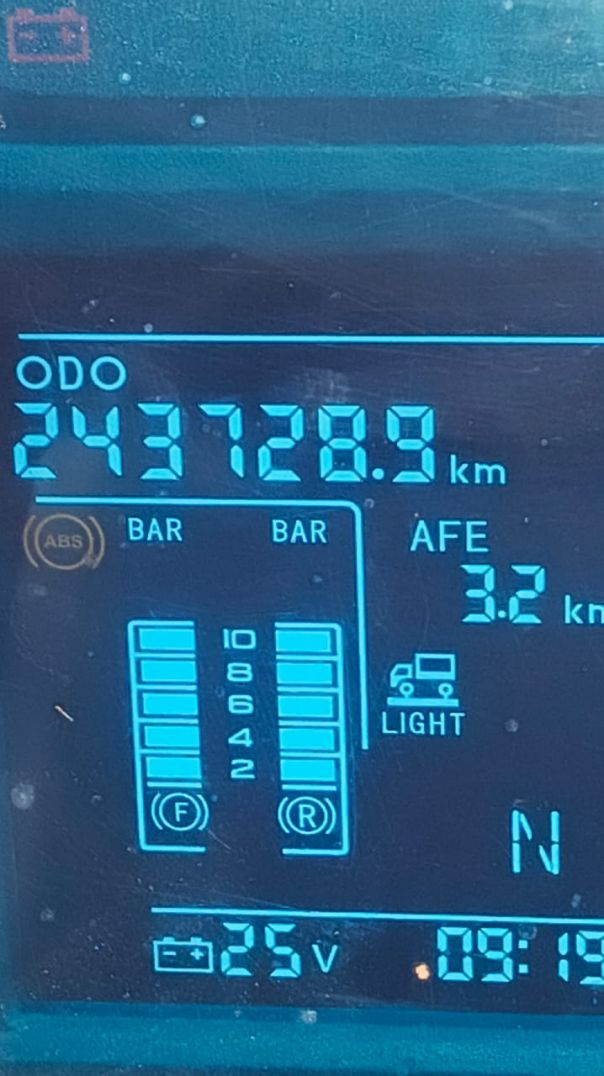 ODO
243728.9 km
ABS BAR BAR
AFE
3.2
10
8
6
4
2
LIGHT
F R
N
25 V 09:19